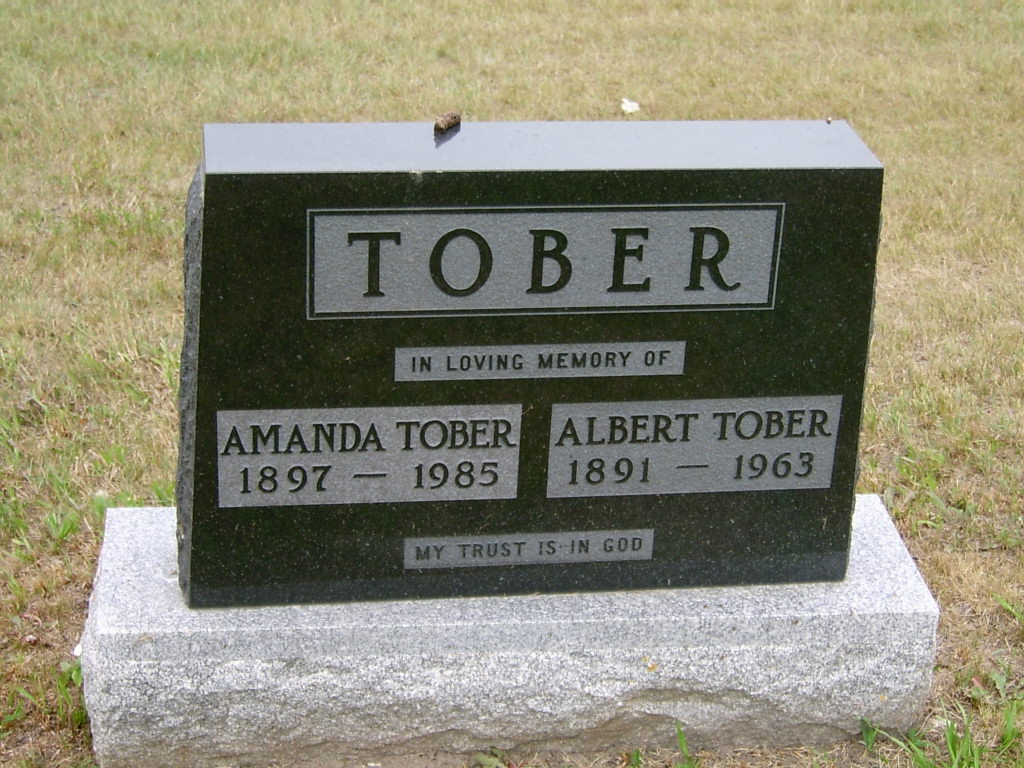 TOBER
IN LOVING MEMORY OF
AMANDA TOBER
1897 — 1985
ALBERT TOBER
1891 — 1963
MY TRUST IS IN GOD